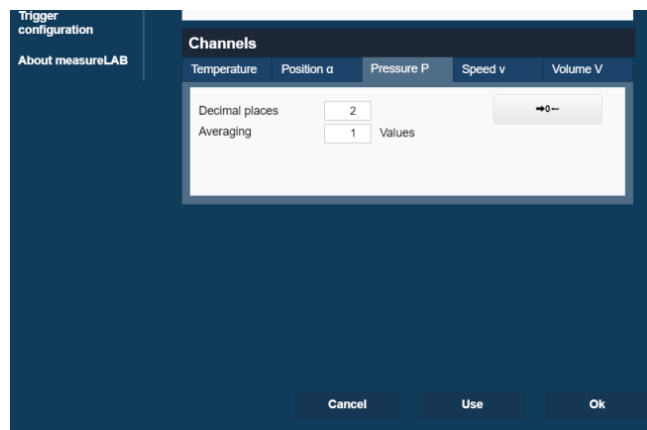 Trigger
configuration
About measureLAB
Channels
Temperature Position α Pressure P Speed v Volume V
Decimal places 2
→0←
Averaging 1 Values
Cancel Use Ok